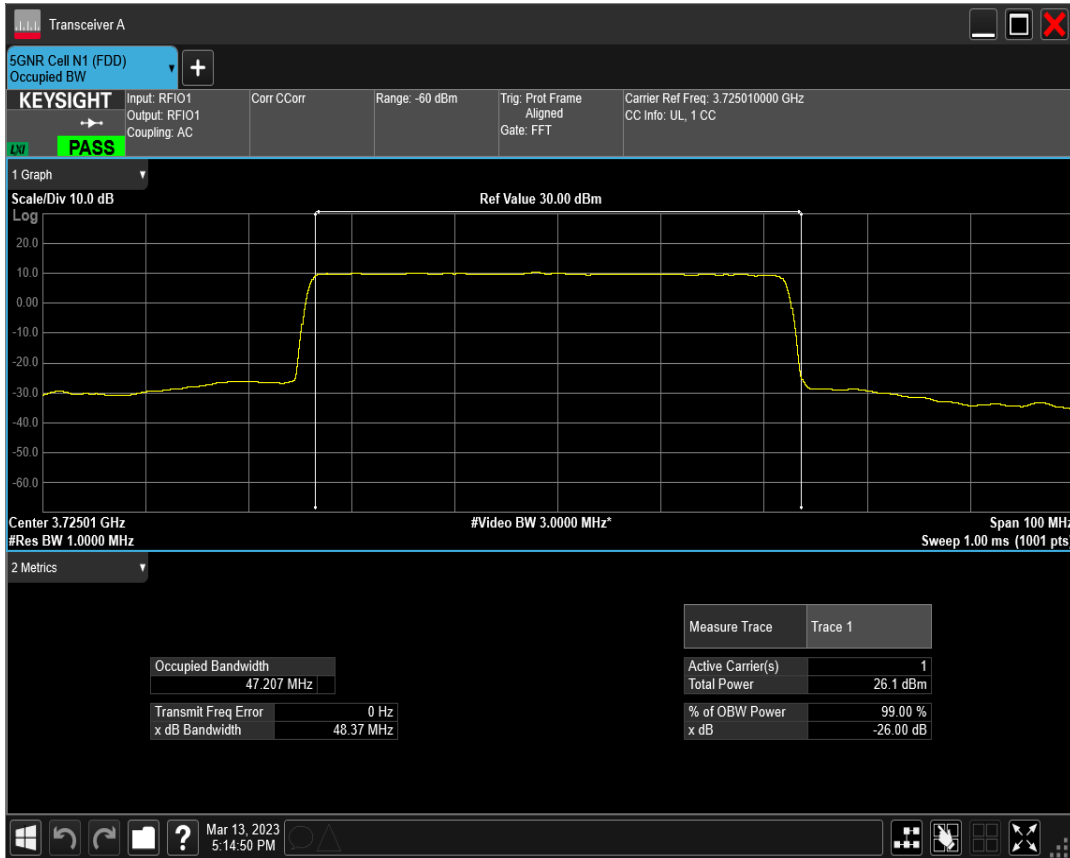 Transceiver A
5GNR Cell N1 (FDD)
Occupied BW
KEYSIGHT
LXI
PASS
Input: RFIO1
Output: RFIO1
Coupling: AC
Corr CCorr
Range: -60 dBm
Trig: Prot Frame
Aligned
Gate: FFT
Carrier Ref Freq: 3.725010000 GHz
CC Info: UL, 1 CC
1 Graph
Scale/Div 10.0 dB
Ref Value 30.00 dBm
Log
20.0
10.0
0.00
-10.0
-20.0
-30.0
-40.0
-50.0
-60.0
Center 3.72501 GHz
#Video BW 3.0000 MHz*
Span 100 MHz
#Res BW 1.0000 MHz
Sweep 1.00 ms (1001 pts)
2 Metrics
Measure Trace Trace 1
Occupied Bandwidth
47.207 MHz
Active Carrier(s) 1
Total Power 26.1 dBm
Transmit Freq Error 0 Hz
x dB Bandwidth 48.37 MHz
% of OBW Power 99.00 %
x dB -26.00 dB
?
Mar 13, 2023
5:14:50 PM